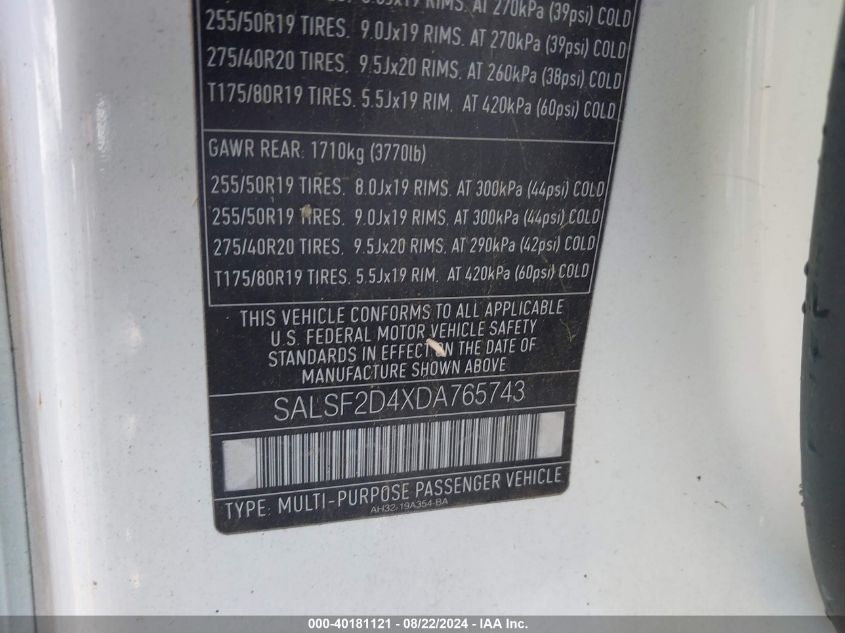 RIMS. AT 270kPa (39psi) COLD
255/50R19 TIRES. 9.0Jx19 RIMS. AT 270kPa (39psi) COLD
275/40R20 TIRES. 9.5Jx20 RIMS. AT 260kPa (38psi) COLD
T175/80R19 TIRES. 5.5Jx19 RIM. AT 420kPa (60psi) COLD
GAWR REAR: 1710kg (3770lb)
255/50R19 TIRES. 8.0Jx19 RIMS. AT 300kPa (44psi) COLD
255/50R19 TIRES. 9.0Jx19 RIMS. AT 300kPa (44psi) COLD
275/40R20 TIRES. 9.5Jx20 RIMS. AT 290kPa (42psi) COLD
T175/80R19 TIRES. 5.5Jx19 RIM. AT 420kPa (60psi) COLD
THIS VEHICLE CONFORMS TO ALL APPLICABLE
U.S. FEDERAL MOTOR VEHICLE SAFETY
STANDARDS IN EFFECT ON THE DATE OF
MANUFACTURE SHOWN ABOVE
SALSF2D4XDA765743
TYPE: MULTI-PURPOSE PASSENGER VEHICLE
AH32-19A354-BA
000-40181121 - 08/22/2024 - IAA Inc.